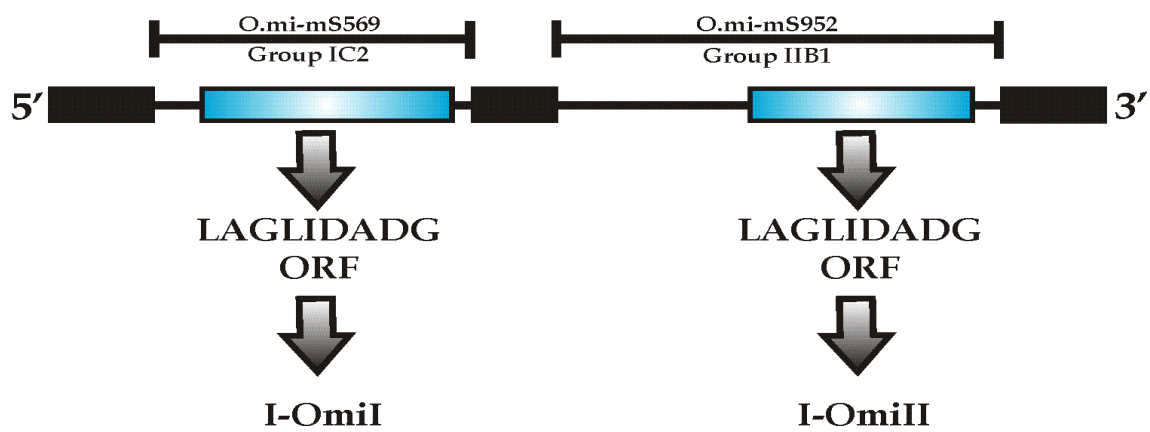 O.mi-mS569
Group IC2
O.mi-mS952
Group IIB1
5′
3′
LAGLIDADG
ORF
LAGLIDADG
ORF
I-OmiI
I-OmiII